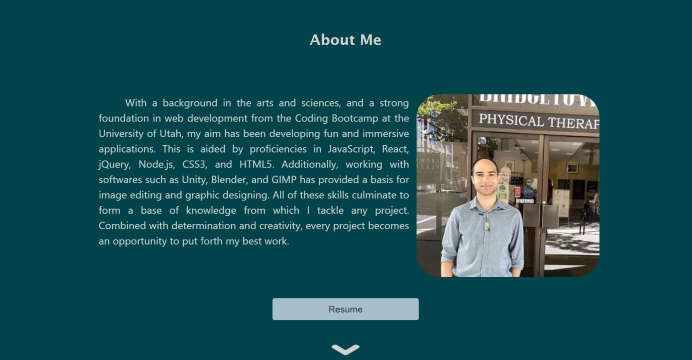 About Me
With a background in the arts and sciences, and a strong
foundation in web development from the Coding Bootcamp at the
University of Utah, my aim has been developing fun and immersive
applications. This is aided by proficiencies in JavaScript, React,
jQuery, Node.js, CSS3, and HTML5. Additionally, working with
softwares such as Unity, Blender, and GIMP has provided a basis for
image editing and graphic designing. All of these skills culminate to
form a base of knowledge from which I tackle any project.
Combined with determination and creativity, every project becomes
an opportunity to put forth my best work.
BRIDGETOW
PHYSICAL THERAP
Resume